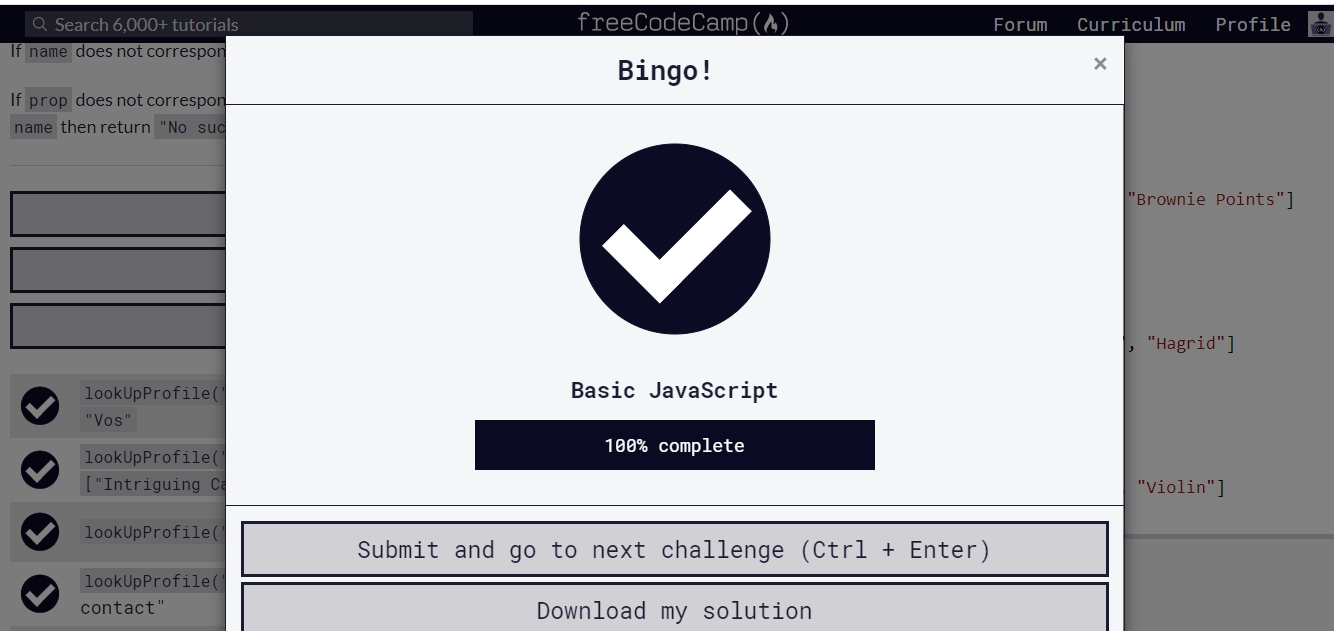 Search 6,000+ tutorials
freeCodeCamp
Forum
Curriculum
Profile
If name does not correspon
If prop does not correspon
name then return "No suc
Bingo!
×
Basic JavaScript
100% complete
Submit and go to next challenge (Ctrl + Enter)
Download my solution
lookUpProfile("
"Vos"
lookUpProfile("
["Intriguing Ca
lookUpProfile("
lookUpProfile("
contact"
"Brownie Points"]
", "Hagrid"]
, "Violin"]